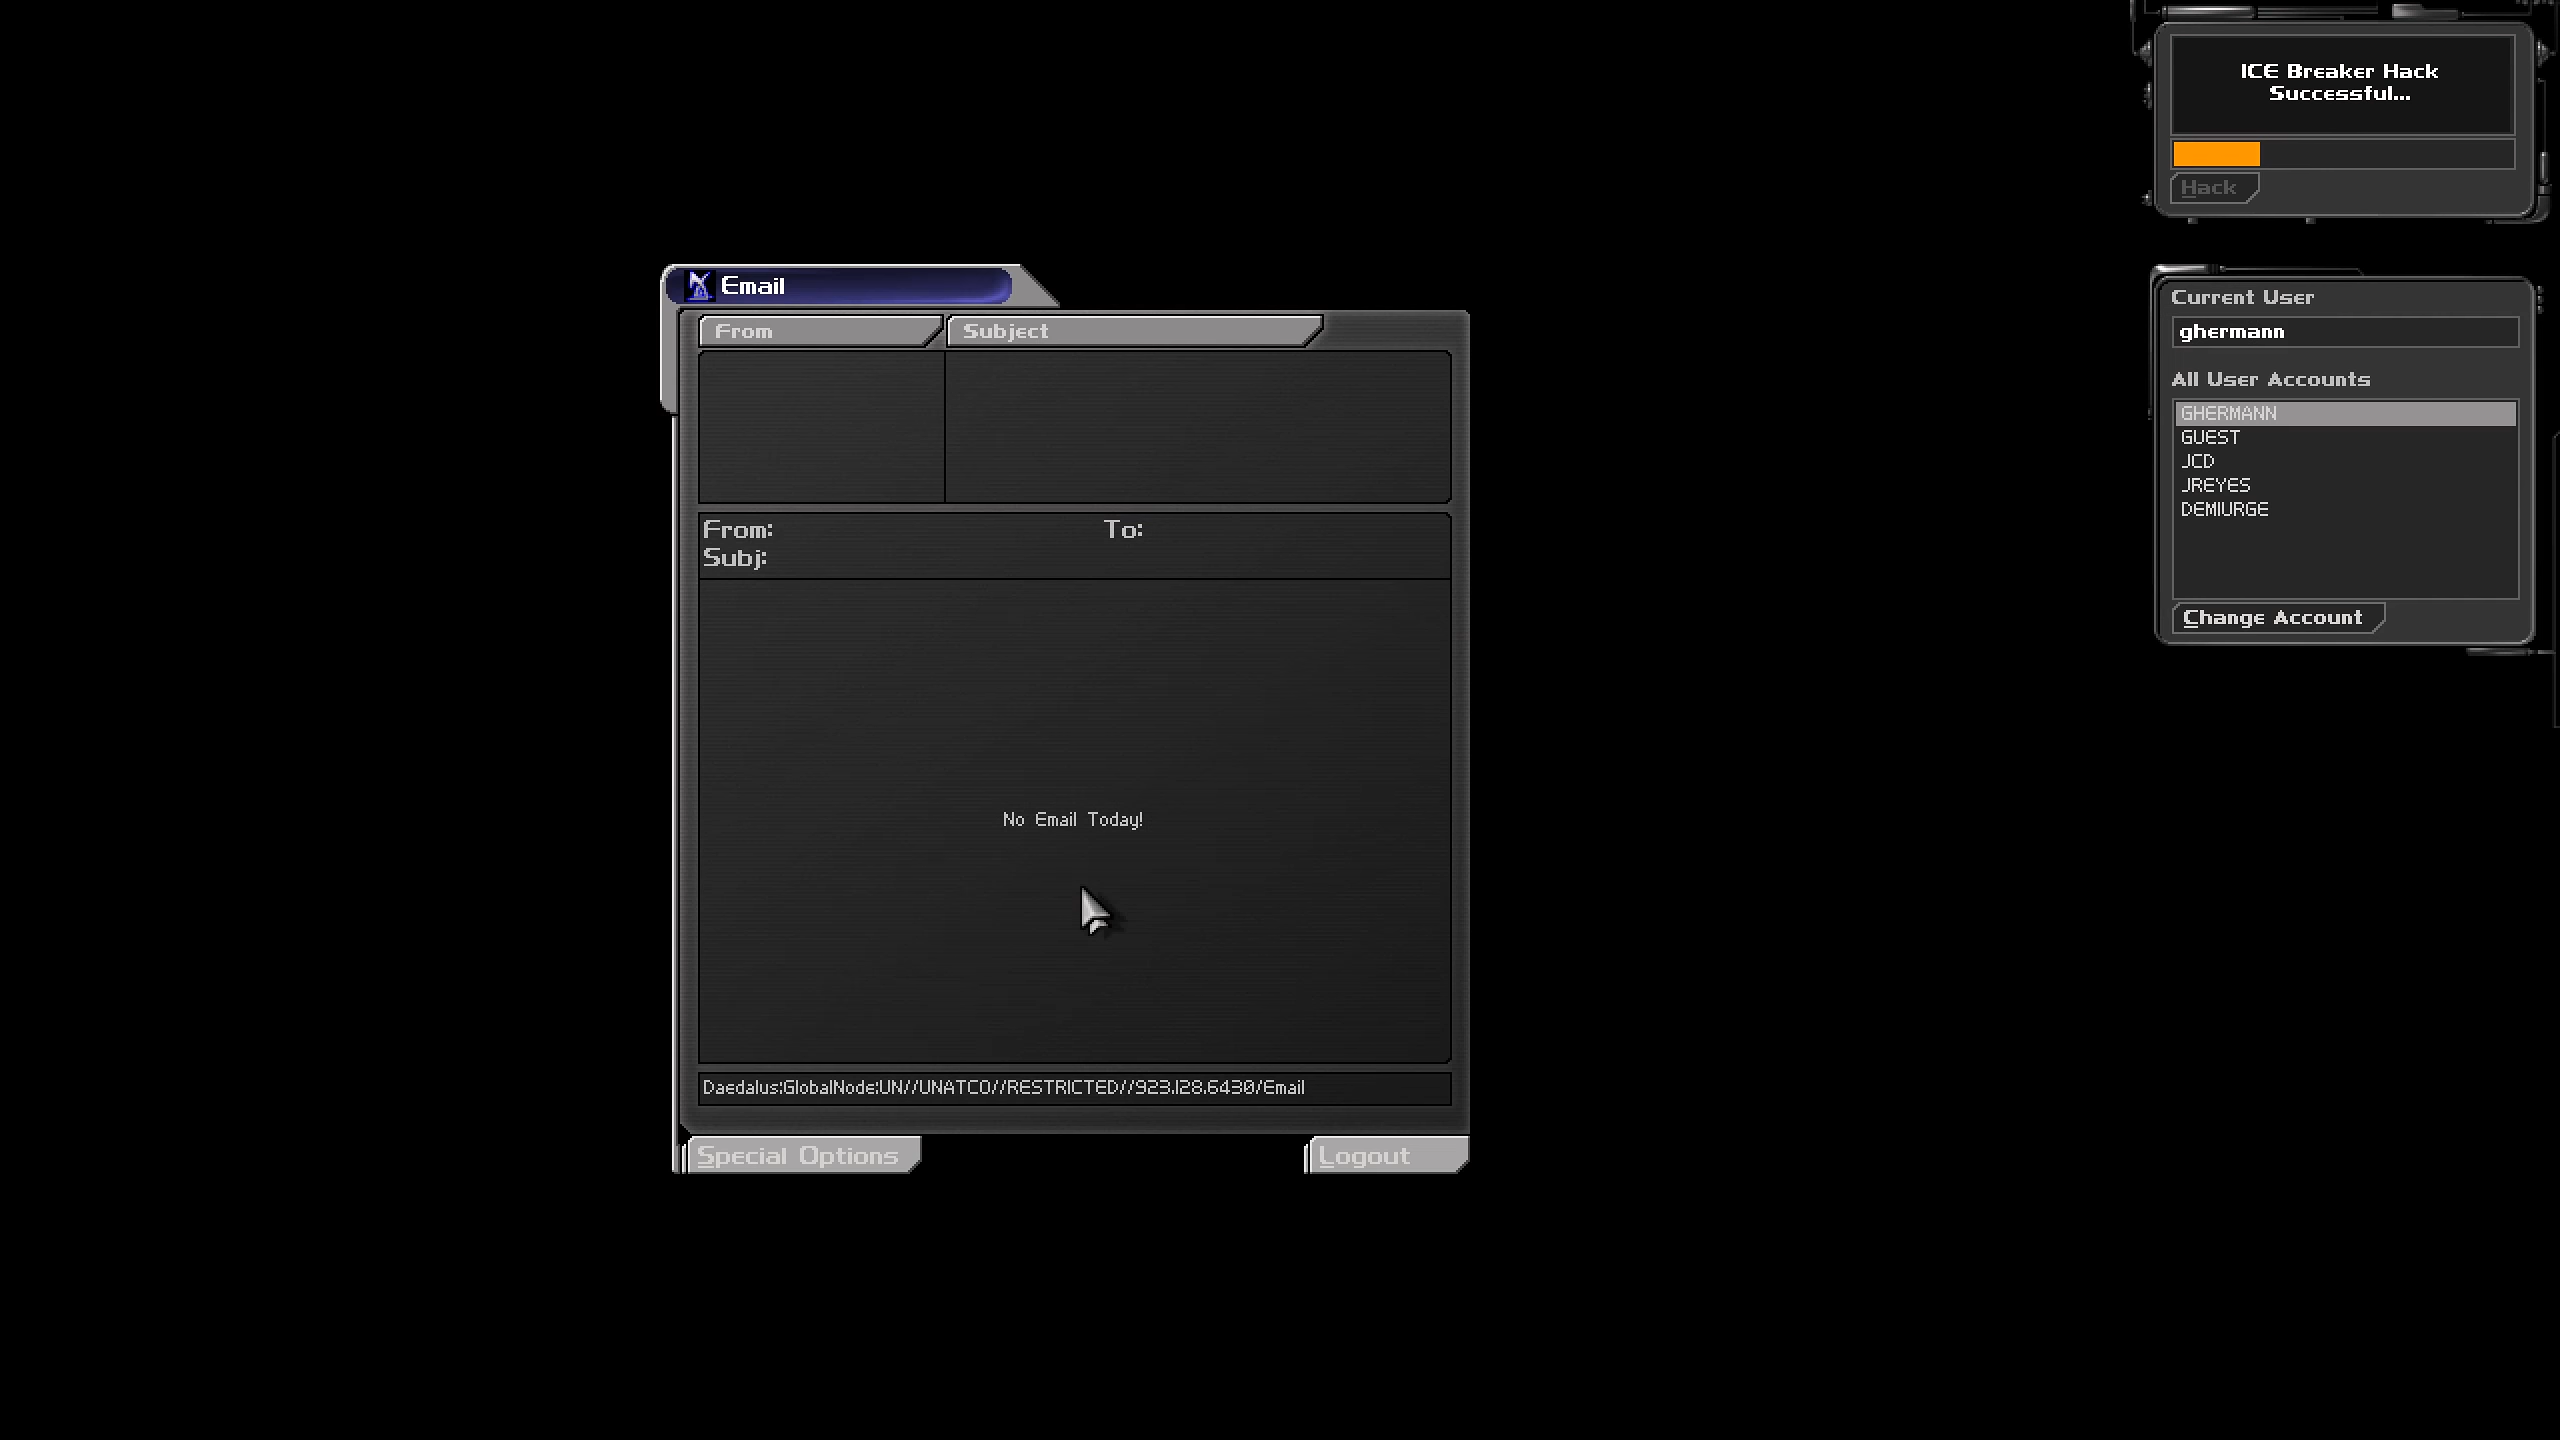 ICE Breaker Hack
Successful...
Hack
Email
From Subject
From: To:
Subj:
No Email Today!
Daedalus:GlobalNode:UN//UNATCO//RESTRICTED//923.128.6430/Email
Special Options Logout
Current User
ghermann
All User Accounts
GHERMANN
GUEST
JCD
JREYES
DEMIURGE
Change Account